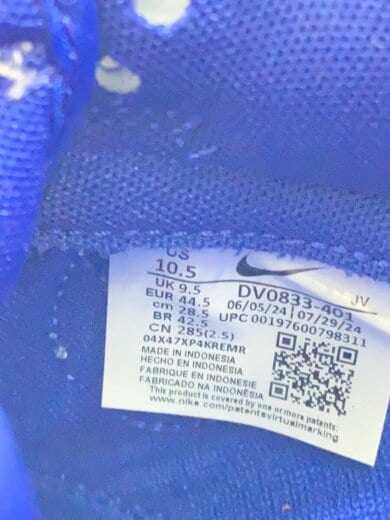 US
10.5
UK 9.5
EUR 44.5
cm 28.5
BR 42.5
CN 285(2.5)
04X47XP4KREMR
DV0833-401 JV
06/05/24 | 07/29/24
UPC 00197600798311
MADE IN INDONESIA
HECHO EN INDONESIA
FABRIQUE EN INDONESIE
FABRICADO NA INDONÈSIA
This product is covered by one or more patents:
www.nike.com/patentsvirtualmarking